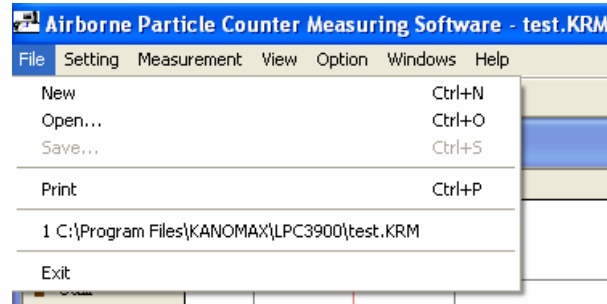 Airborne Particle Counter Measuring Software - test.KRM
File Setting Measurement View Option Windows Help
New Ctrl+N
Open... Ctrl+O
Save... Ctrl+S
Print Ctrl+P
1 C:\Program Files\KANOMAX\LPC3900\test.KRM
Exit